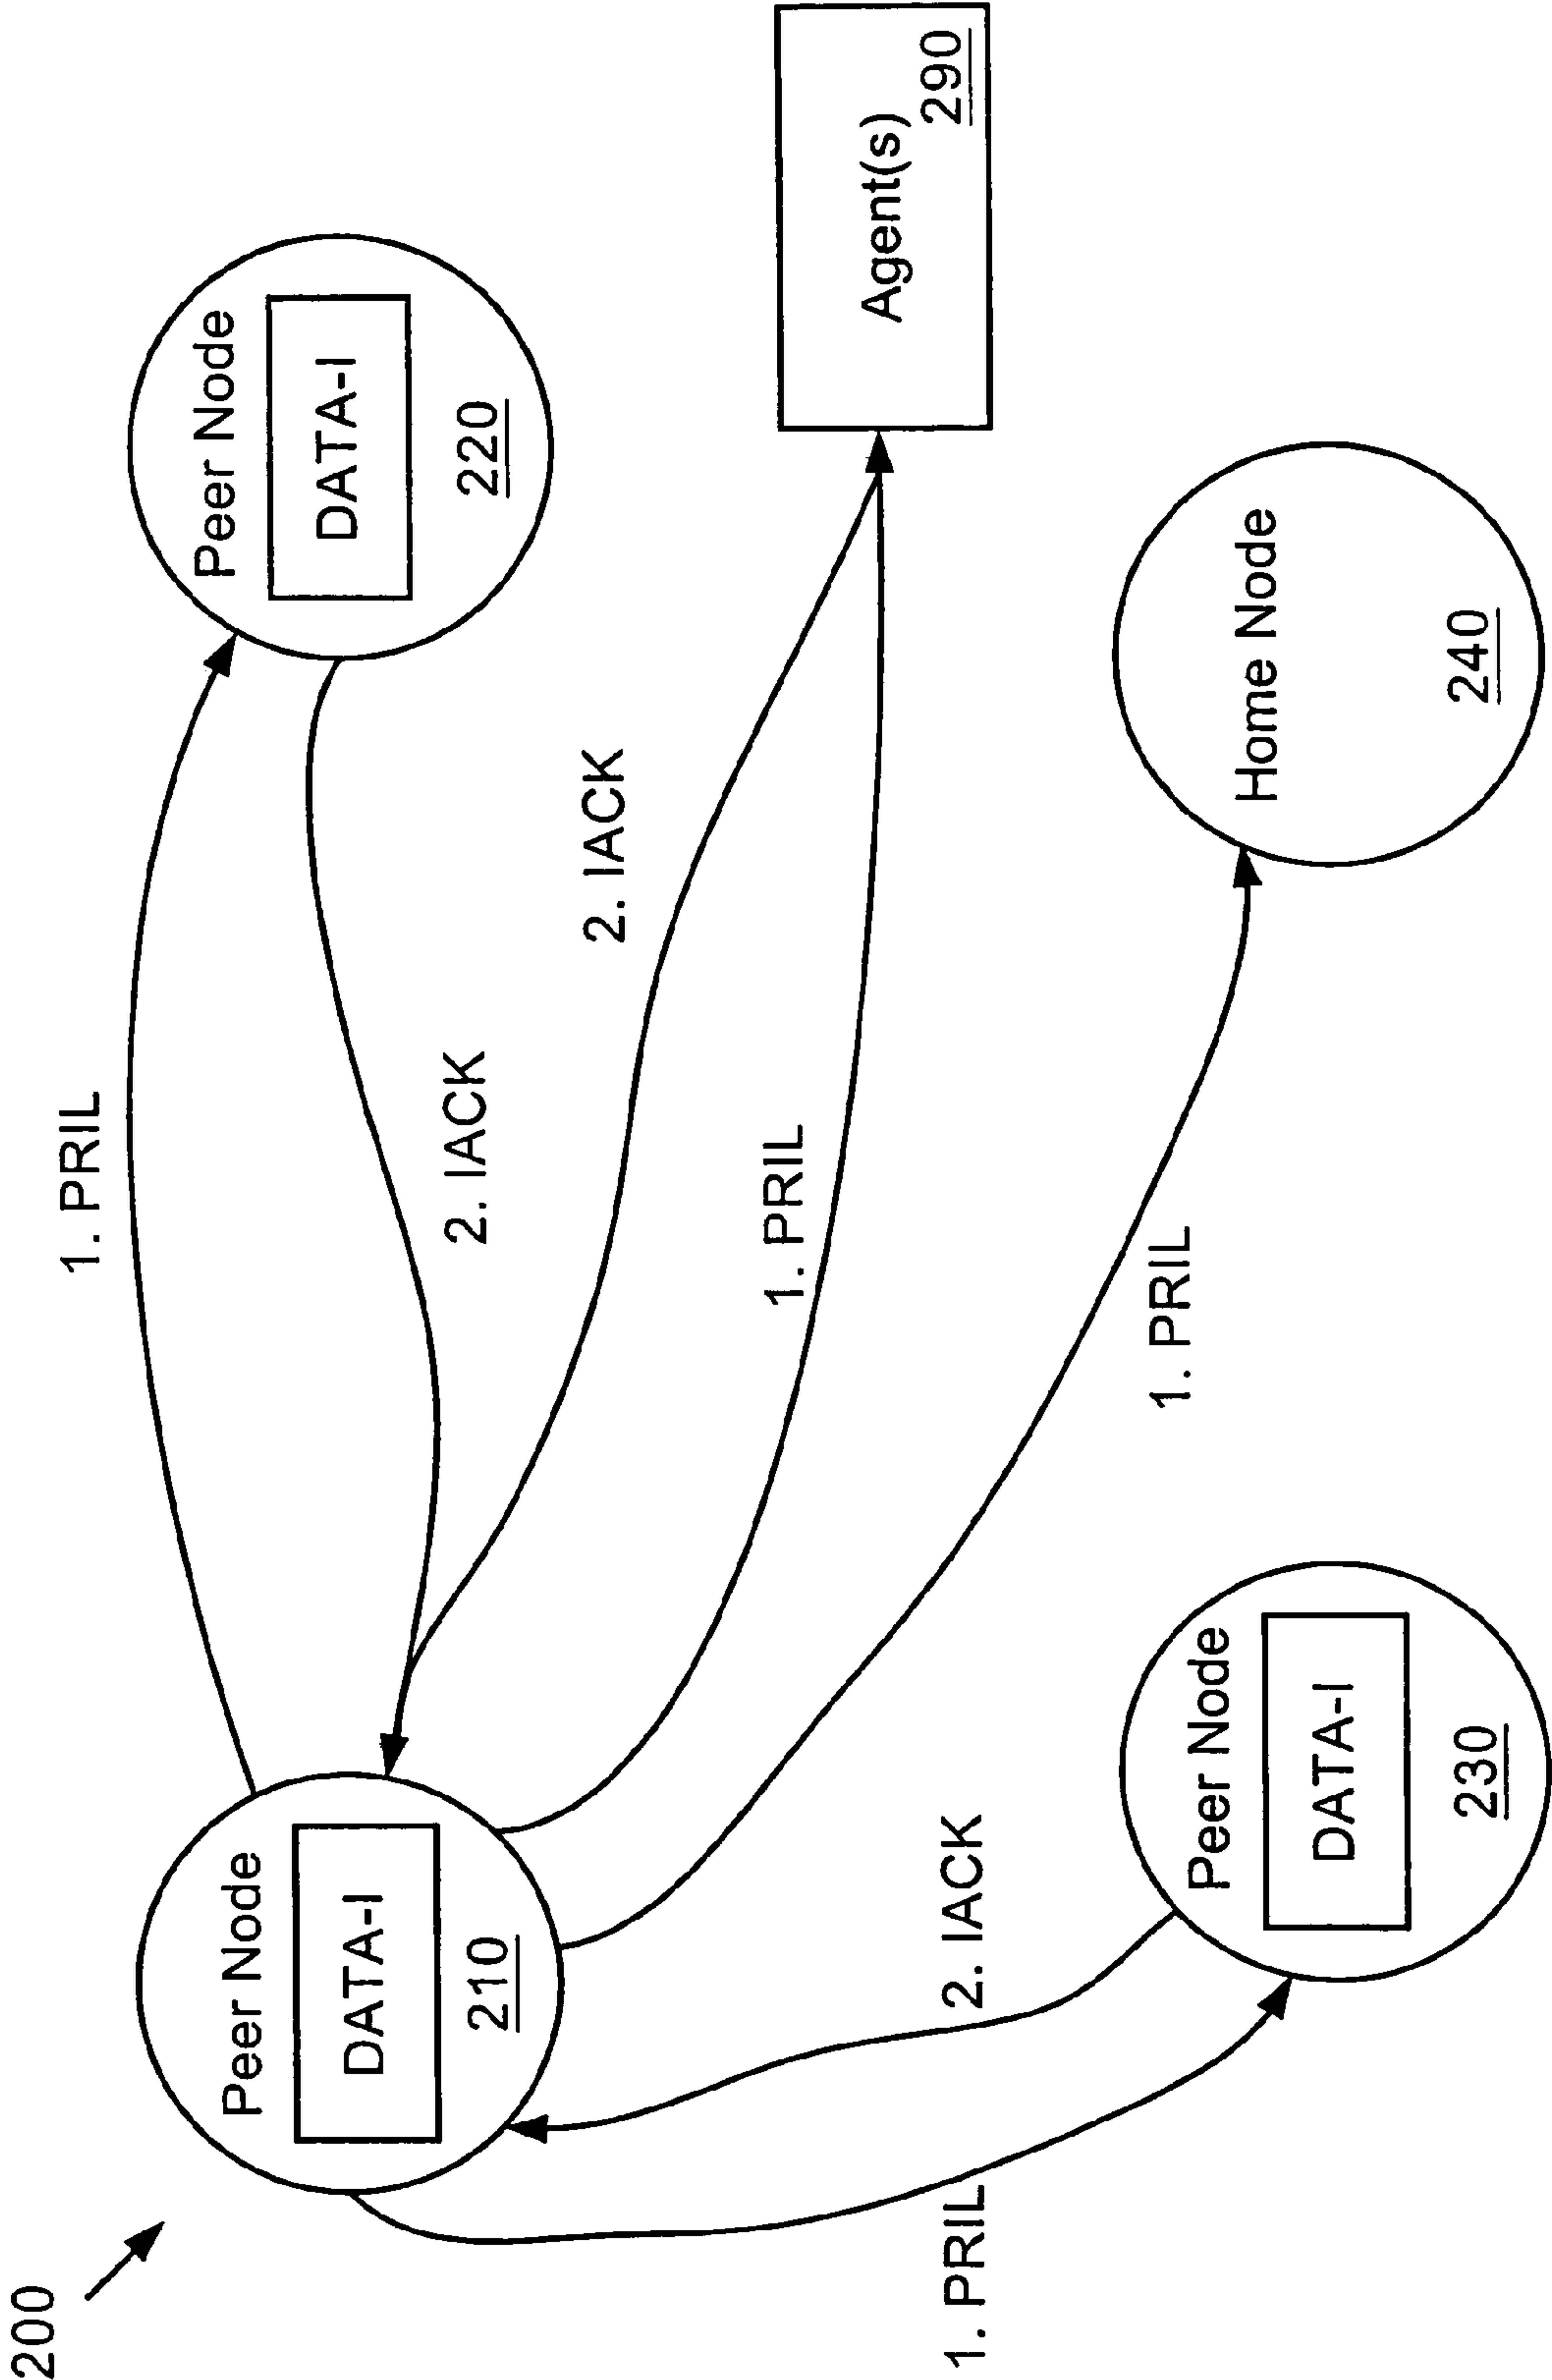 200
1. PRIL
Peer Node
DATA-I
210
Peer Node
DATA-I
220
2. IACK
2. IACK
1. PRIL
Agent(s)
290
1. PRIL
2. IACK
1. PRIL
Peer Node
DATA-I
230
Home Node
240